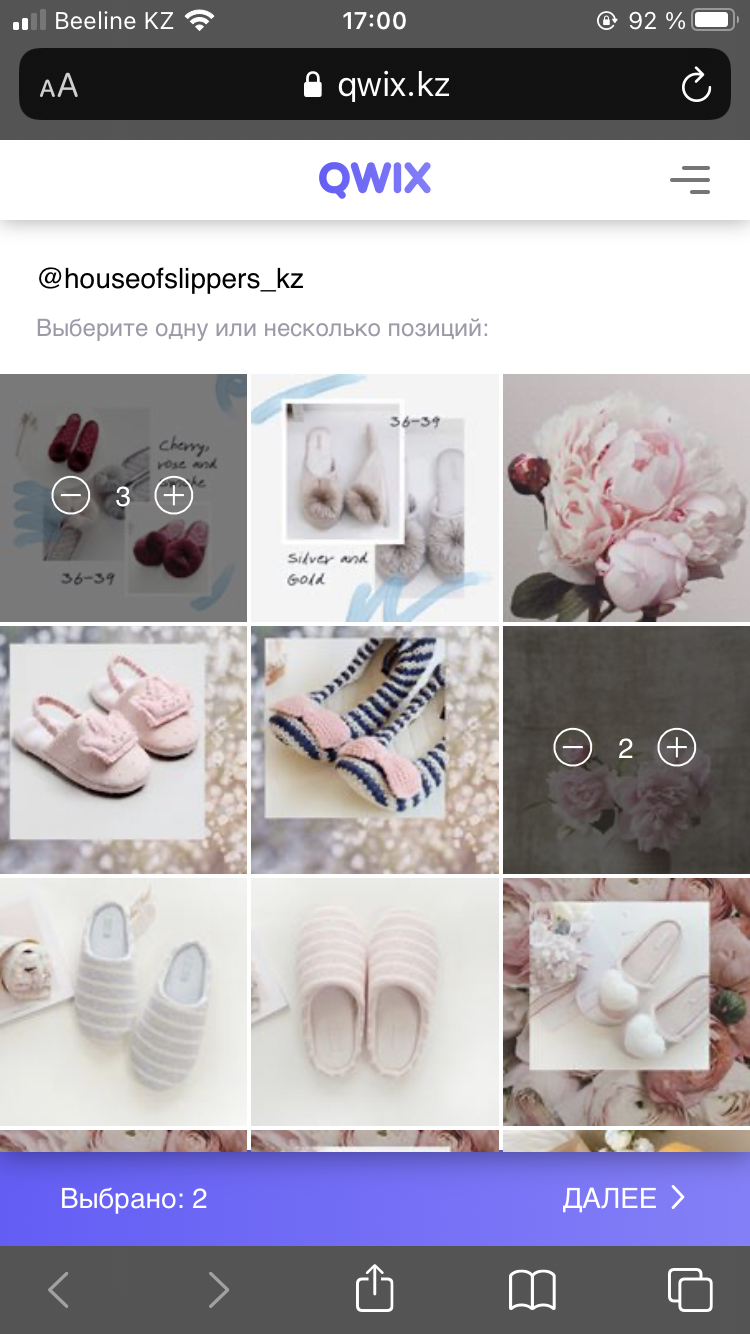 Beeline KZ 17:00 92 %
AA qwix.kz
QWIX
@houseofslippers_kz
Выберите одну или несколько позиций:
Cherry,
rose and
3
36-39
36-39
Silver and
Gold
2
Выбрано: 2 ДАЛЕЕ